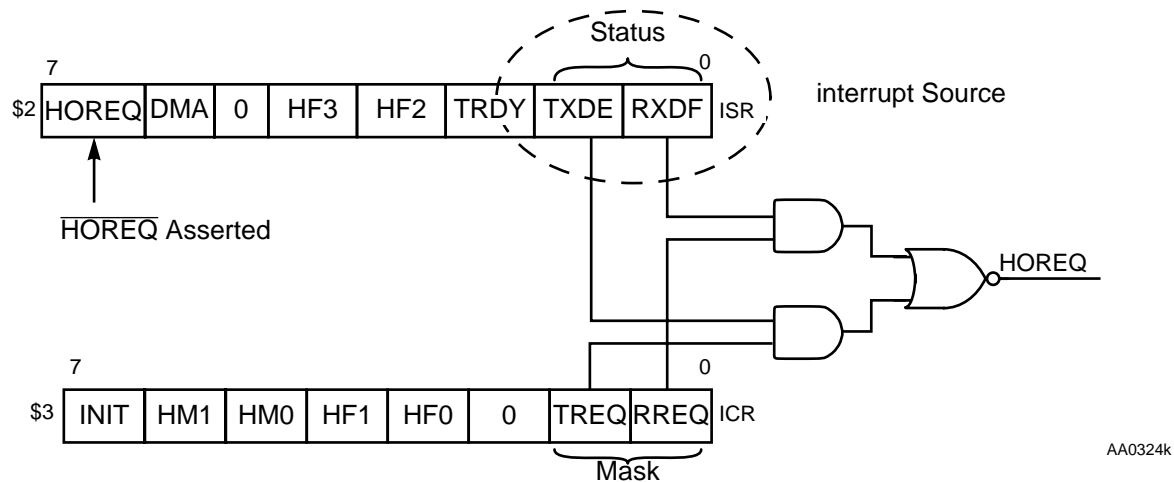 Status
7
0
$2 HOREQ DMA 0 HF3 HF2 TRDY TXDE RXDF ISR
interrupt Source
HOREQ Asserted
HOREQ
7
0
$3 INIT HM1 HM0 HF1 HF0 0 TREQ RREQ ICR
Mask
AA0324k